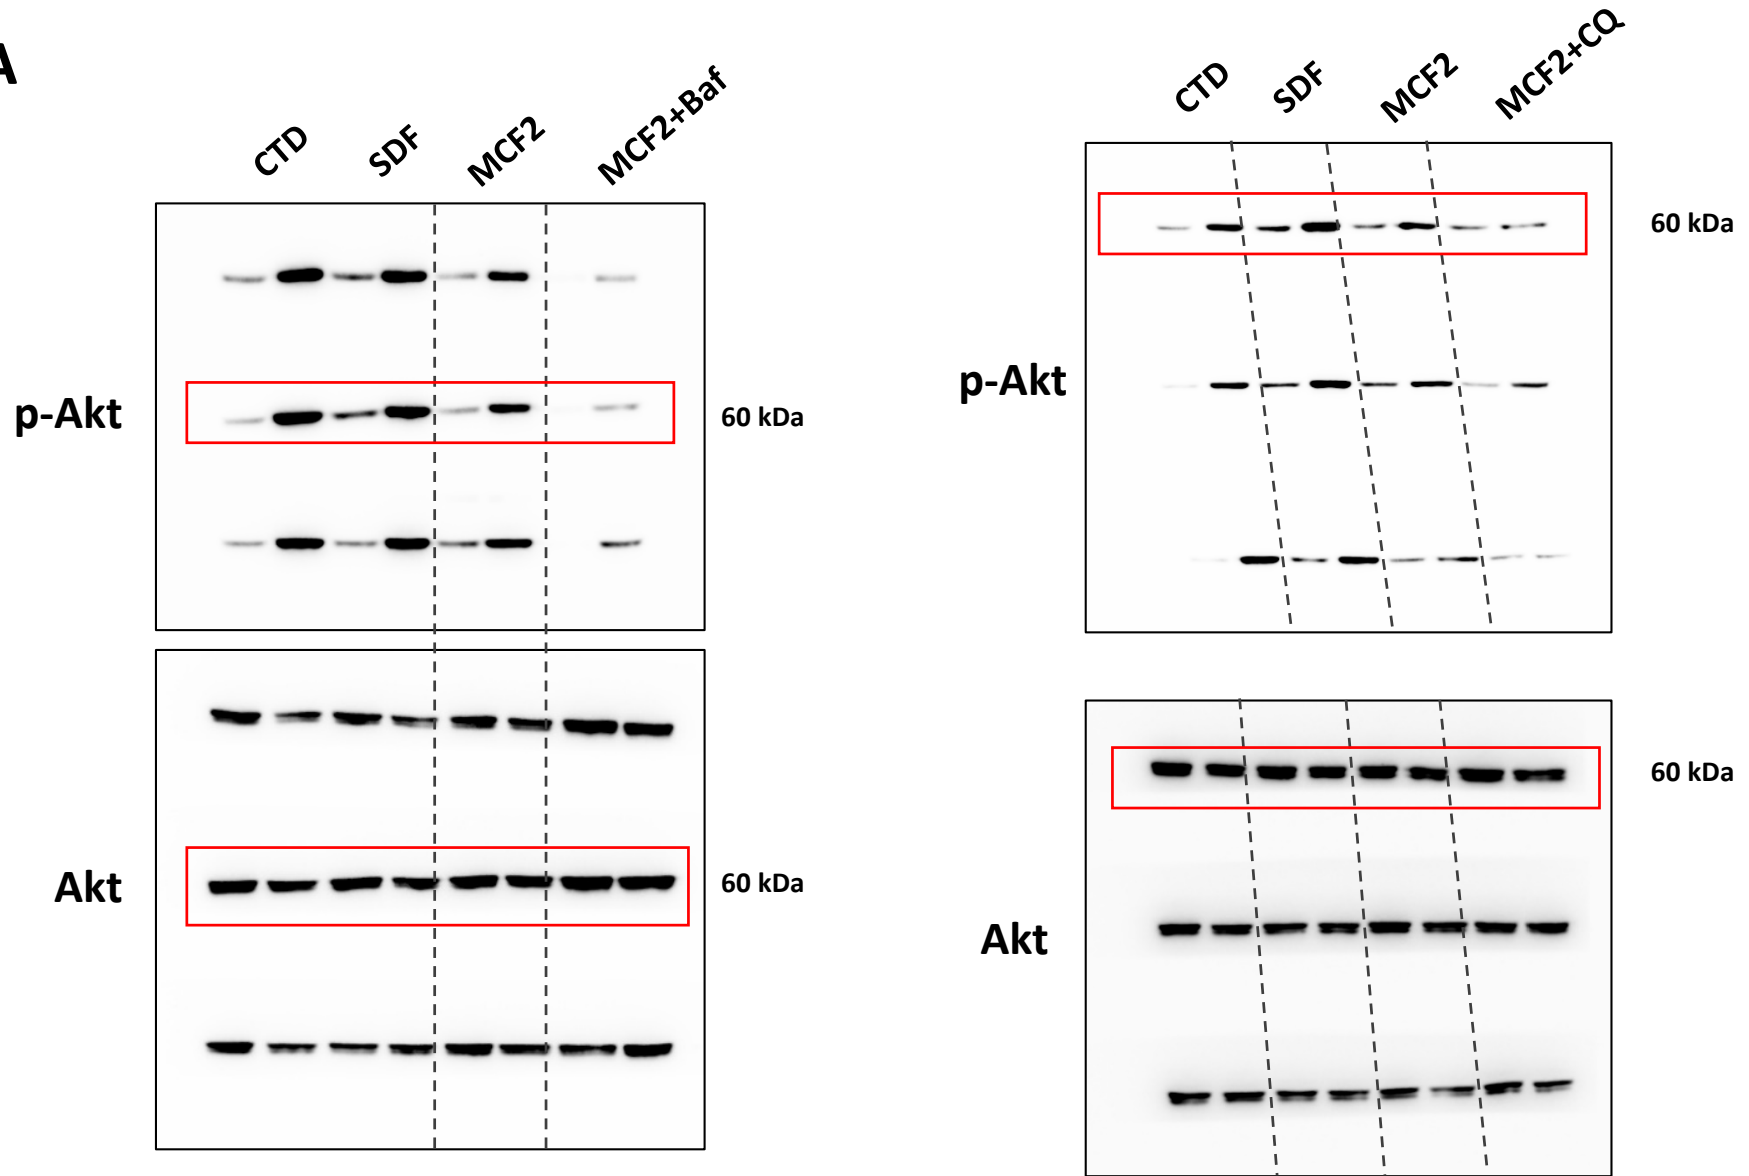 A
CTD
SDF
MCF2
MCF2+Baf
p-Akt
60 kDa
Akt
60 kDa
CTD
SDF
MCF2
MCF2+CQ
p-Akt
60 kDa
Akt
60 kDa